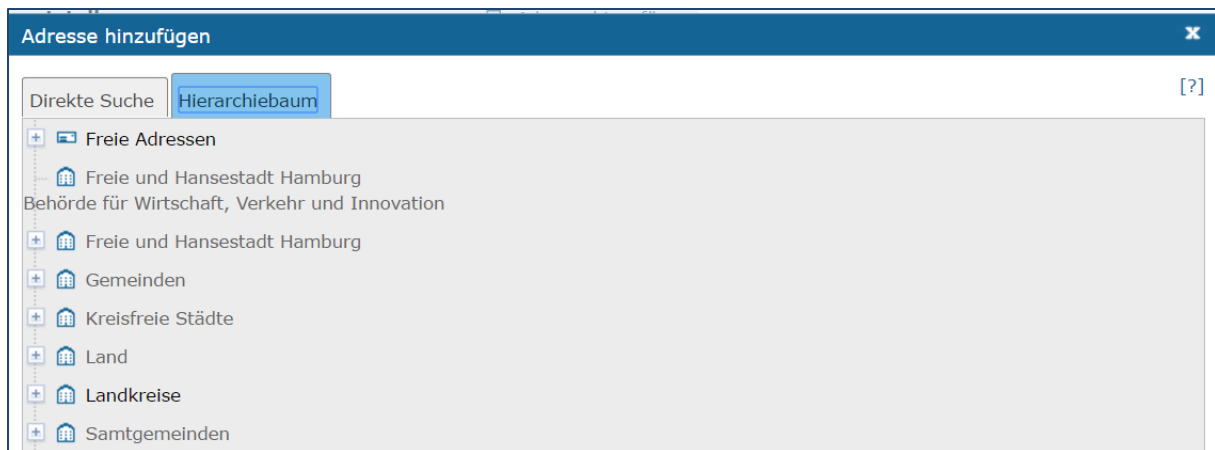 Adresse hinzufügen x
[?]
Direkte Suche Hierarchiebaum
Freie Adressen
Freie und Hansestadt Hamburg
Behörde für Wirtschaft, Verkehr und Innovation
Freie und Hansestadt Hamburg
Gemeinden
Kreisfreie Städte
Land
Landkreise
Samtgemeinden